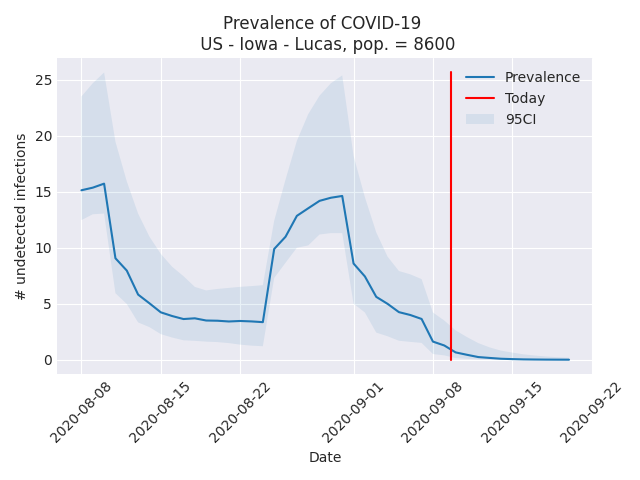 Prevalence of COVID-19
US - Iowa - Lucas, pop. = 8600
Prevalence
Today
95CI
# undetected infections
25
20
15
10
5
0
2020-08-08
2020-08-15
2020-08-22
2020-09-01
2020-09-08
2020-09-15
2020-09-22
Date